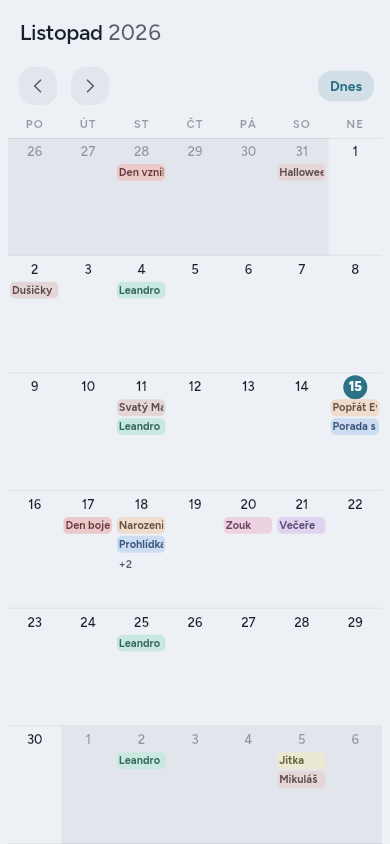 Listopad 2026
Dnes
PO ÚT ST ČT PÁ SO NE
26 27 28 29 30 31 1
Den vzni Hallowee
2 3 4 5 6 7 8
Dušičky Leandro
9 10 11 12 13 14 15
Svatý Ma Popřát Ev
Leandro Porada s
16 17 18 19 20 21 22
Den boje Narozeni Zouk Večeře
Prohlídka
+2
23 24 25 26 27 28 29
Leandro
30 1 2 3 4 5 6
Leandro Jitka
Mikuláš